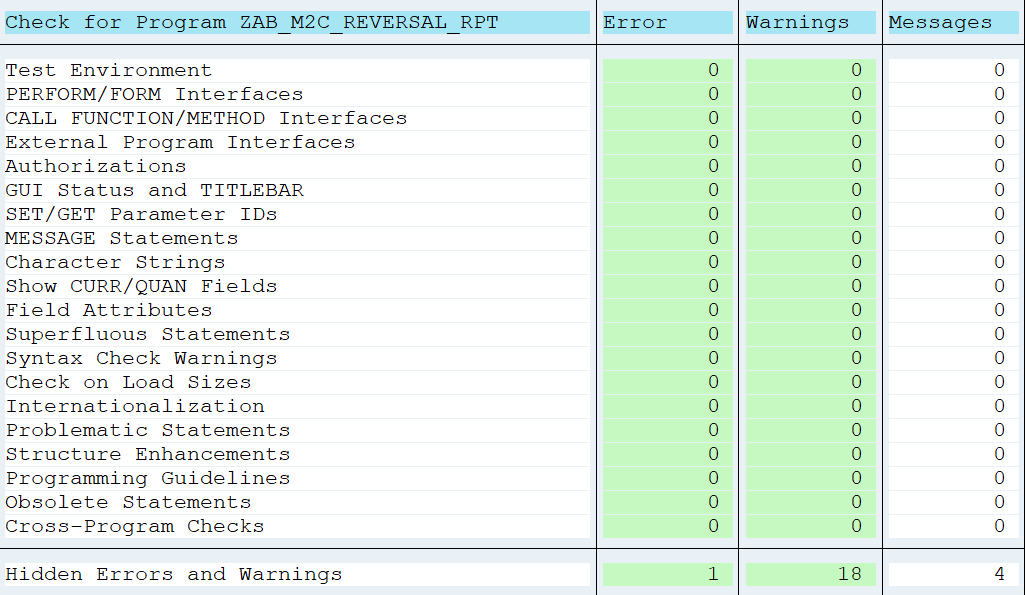 Check for Program ZAB_M2C_REVERSAL_RPT Error Warnings Messages
Test Environment 0 0 0
PERFORM/FORM Interfaces 0 0 0
CALL FUNCTION/METHOD Interfaces 0 0 0
External Program Interfaces 0 0 0
Authorizations 0 0 0
GUI Status and TITLEBAR 0 0 0
SET/GET Parameter IDs 0 0 0
MESSAGE Statements 0 0 0
Character Strings 0 0 0
Show CURR/QUAN Fields 0 0 0
Field Attributes 0 0 0
Superfluous Statements 0 0 0
Syntax Check Warnings 0 0 0
Check on Load Sizes 0 0 0
Internationalization 0 0 0
Problematic Statements 0 0 0
Structure Enhancements 0 0 0
Programming Guidelines 0 0 0
Obsolete Statements 0 0 0
Cross-Program Checks 0 0 0
Hidden Errors and Warnings 1 18 4